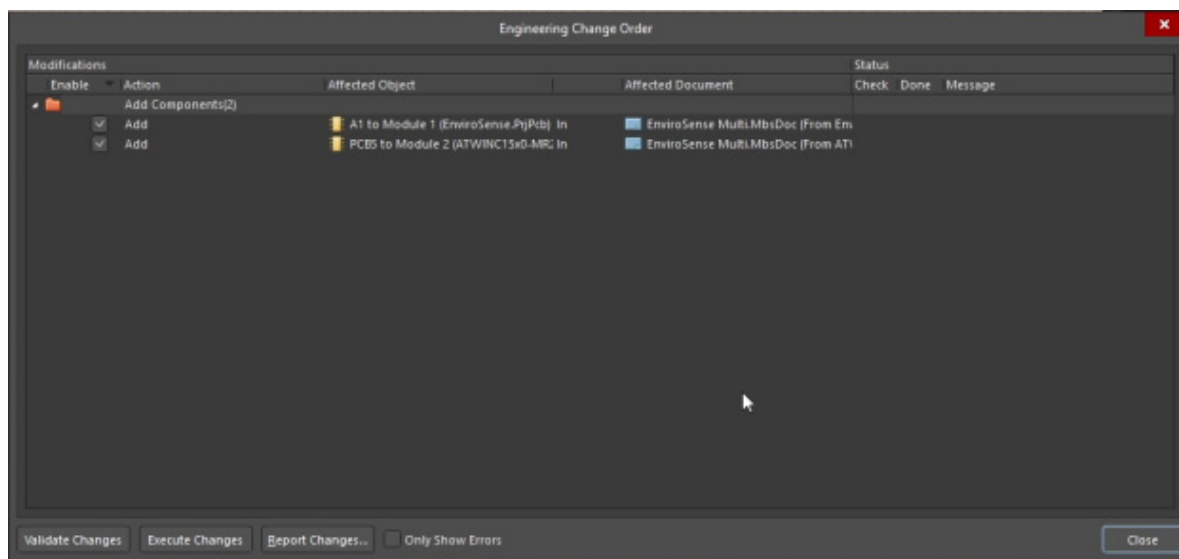 Engineering Change Order
Modifications Status
Enable Action Affected Object Affected Document Check Done Message
Add Components(2)
Add A1 to Module 1 (EnviroSense.PrjPcb) In EnviroSense Multi.MbsDoc (From Em
Add PCB5 to Module 2 (ATWINC15x0-MR2 In EnviroSense Multi.MbsDoc (From AT
Validate Changes Execute Changes Report Changes... Only Show Errors Close